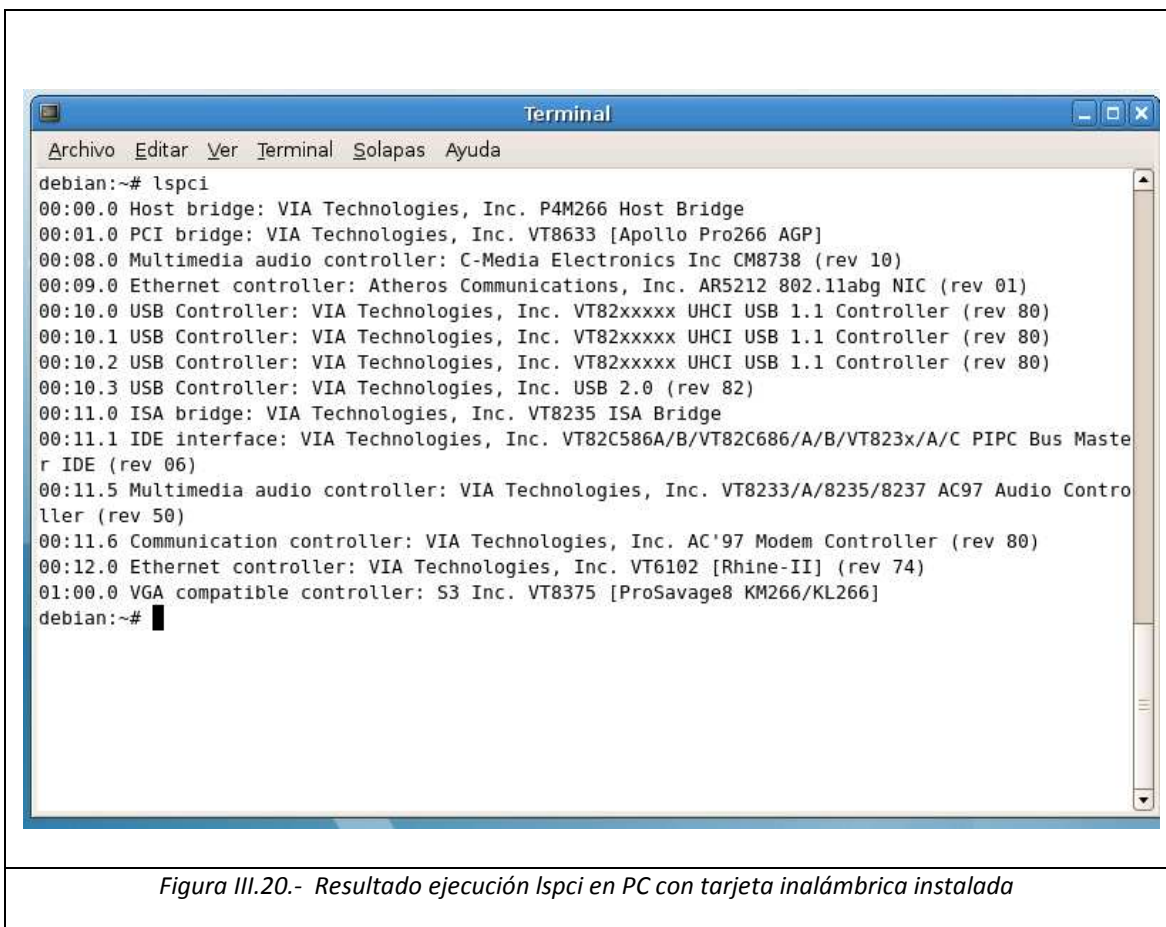 Terminal
Archivo Editar Ver Terminal Solapas Ayuda
debian:~# lspci
00:00.0 Host bridge: VIA Technologies, Inc. P4M266 Host Bridge
00:01.0 PCI bridge: VIA Technologies, Inc. VT8633 [Apollo Pro266 AGP]
00:08.0 Multimedia audio controller: C-Media Electronics Inc CM8738 (rev 10)
00:09.0 Ethernet controller: Atheros Communications, Inc. AR5212 802.11abg NIC (rev 01)
00:10.0 USB Controller: VIA Technologies, Inc. VT82xxxxx UHCI USB 1.1 Controller (rev 80)
00:10.1 USB Controller: VIA Technologies, Inc. VT82xxxxx UHCI USB 1.1 Controller (rev 80)
00:10.2 USB Controller: VIA Technologies, Inc. VT82xxxxx UHCI USB 1.1 Controller (rev 80)
00:10.3 USB Controller: VIA Technologies, Inc. USB 2.0 (rev 82)
00:11.0 ISA bridge: VIA Technologies, Inc. VT8235 ISA Bridge
00:11.1 IDE interface: VIA Technologies, Inc. VT82C586A/B/VT82C686/A/B/VT823x/A/C PIPC Bus Maste
r IDE (rev 06)
00:11.5 Multimedia audio controller: VIA Technologies, Inc. VT8233/A/8235/8237 AC97 Audio Contro
ller (rev 50)
00:11.6 Communication controller: VIA Technologies, Inc. AC'97 Modem Controller (rev 80)
00:12.0 Ethernet controller: VIA Technologies, Inc. VT6102 [Rhine-II] (rev 74)
01:00.0 VGA compatible controller: S3 Inc. VT8375 [ProSavage8 KM266/KL266]
debian:~#
Figura III.20.- Resultado ejecución lspci en PC con tarjeta inalámbrica instalada